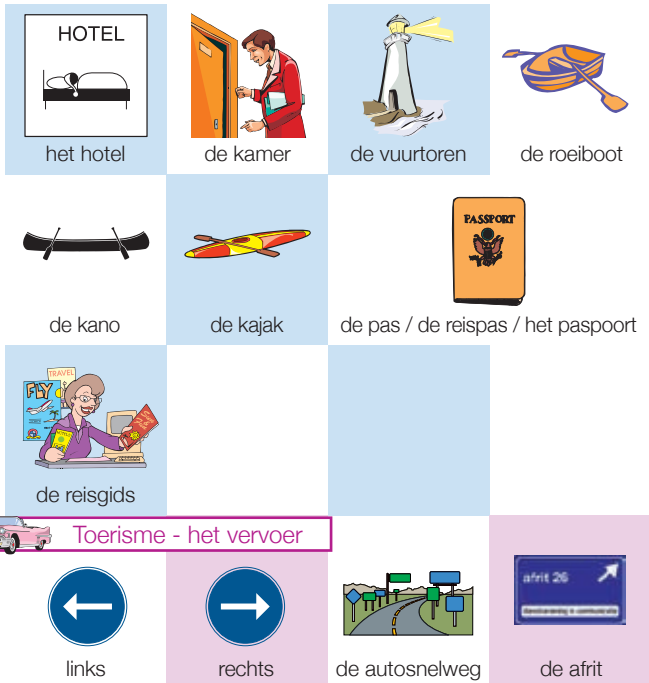 HOTEL
het hotel
de kamer
de vuurtoren
de roeiboot
PASSPORT
de kano
de kajak
de pas / de reispas / het paspoort
TRAVEL
FLY
de reisgids
Toerisme - het vervoer
afrit 26
links
rechts
de autosnelweg
de afrit